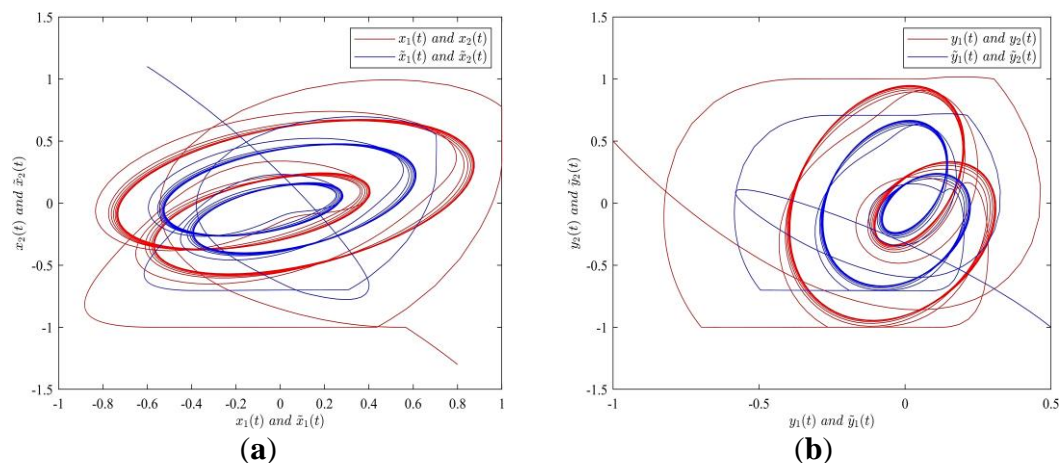 1.5
1
0.5
0
-0.5
-1
-1.5
x₂(t) and x̃₂(t)
x₁(t) and x₂(t)
x̃₁(t) and x̃₂(t)
-1 -0.8 -0.6 -0.4 -0.2 0 0.2 0.4 0.6 0.8 1
x₁(t) and x̃₁(t)
(a)
1.5
1
0.5
0
-0.5
-1
-1.5
y₂(t) and ỹ₂(t)
y₁(t) and y₂(t)
ỹ₁(t) and ỹ₂(t)
-1 -0.5 0 0.5
y₁(t) and ỹ₁(t)
(b)